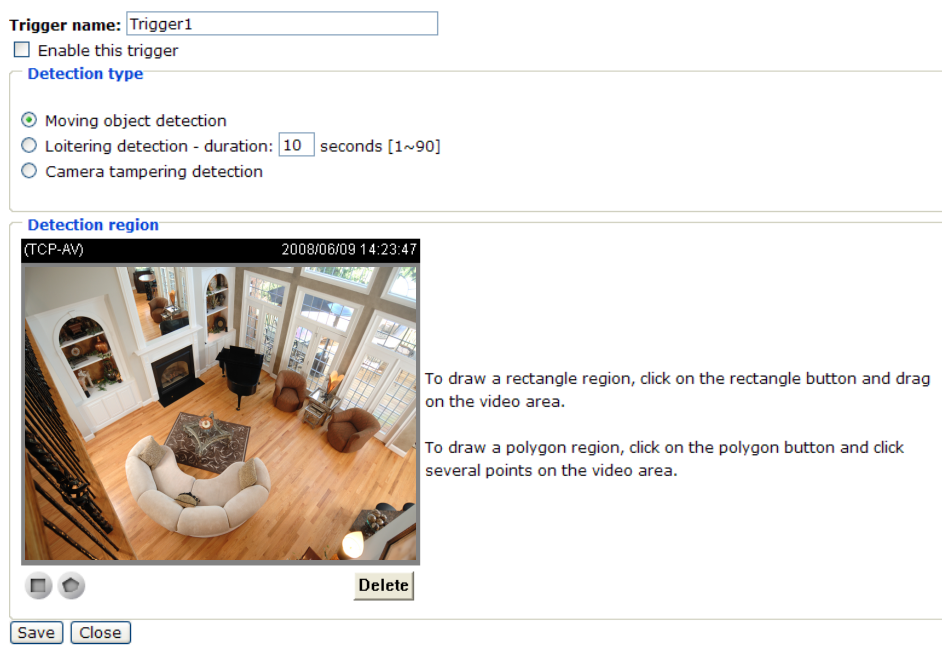 Trigger name: Trigger1
Enable this trigger
Detection type
Moving object detection
Loitering detection - duration: 10 seconds [1~90]
Camera tampering detection
Detection region
(TCP-AV) 2008/06/09 14:23:47
To draw a rectangle region, click on the rectangle button and drag
on the video area.
To draw a polygon region, click on the polygon button and click
several points on the video area.
Delete
Save Close